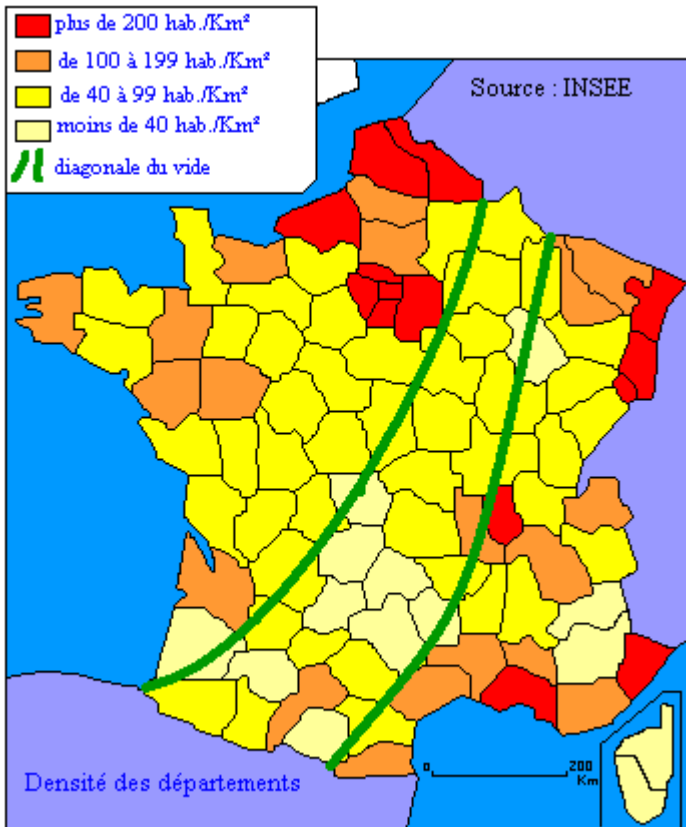 plus de 200 hab./Km²
de 100 à 199 hab./Km²
de 40 à 99 hab./Km²
moins de 40 hab./Km²
diagonale du vide
Source : INSEE
Densité des départements
0 200
Km